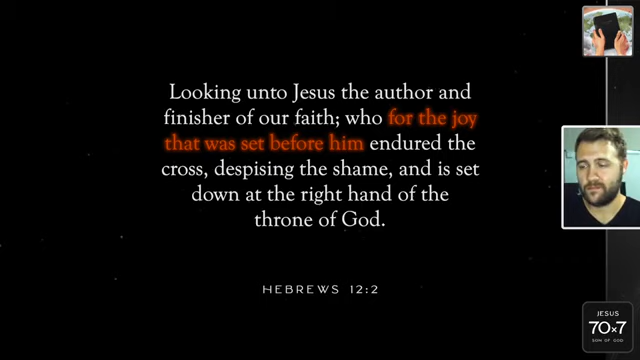 Looking unto Jesus the author and
finisher of our faith; who for the joy
that was set before him endured the
cross, despising the shame, and is set
down at the right hand of the
throne of God.
HEBREWS 12:2
JESUS
70x7
SON OF GOD